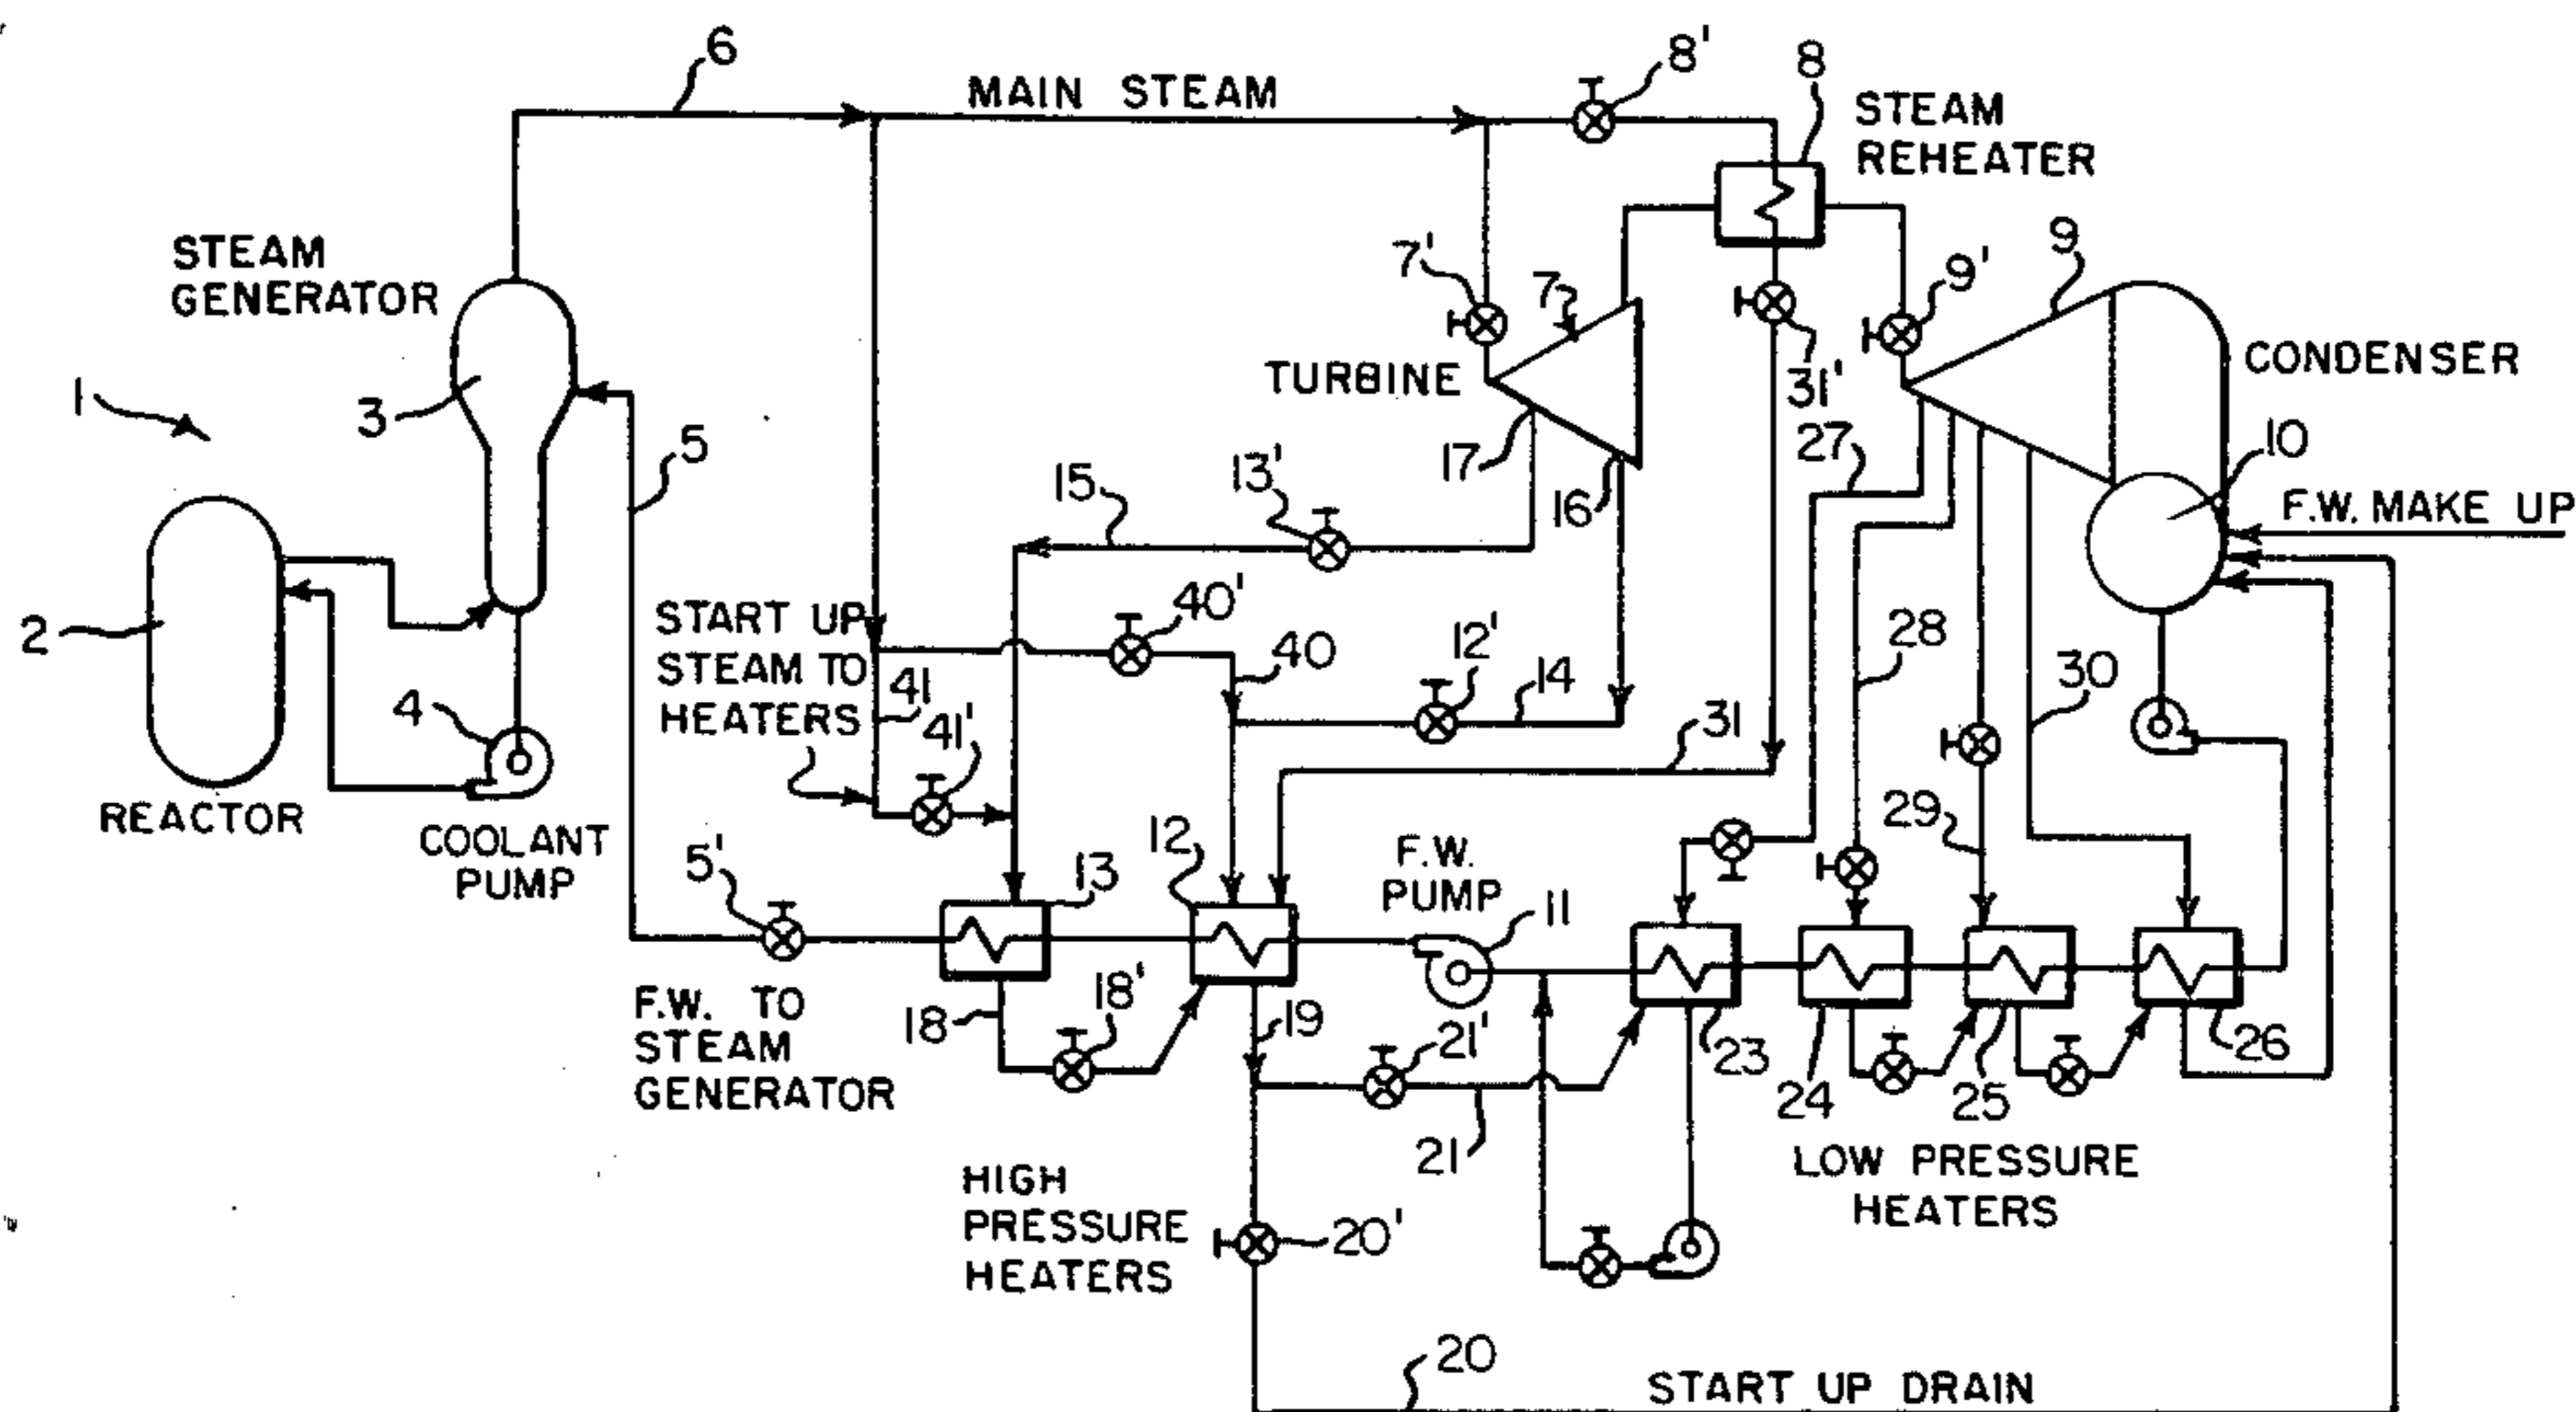 6
MAIN STEAM
8'
8
STEAM
REHEATER
STEAM
GENERATOR
7'
7
9'
9
1
3
5
TURBINE
31'
CONDENSER
17
16
27
10
15
13'
F.W. MAKE UP
2
START UP
STEAM TO
HEATERS
40'
40
12'
14
28
30
4
41
41'
31
29
REACTOR
COOLANT
PUMP
5'
13
12
F.W.
PUMP
11
F.W. TO
STEAM
GENERATOR
18
18'
19
21'
21
23
24
25
26
LOW PRESSURE
HEATERS
HIGH
PRESSURE
HEATERS
20'
20
START UP DRAIN